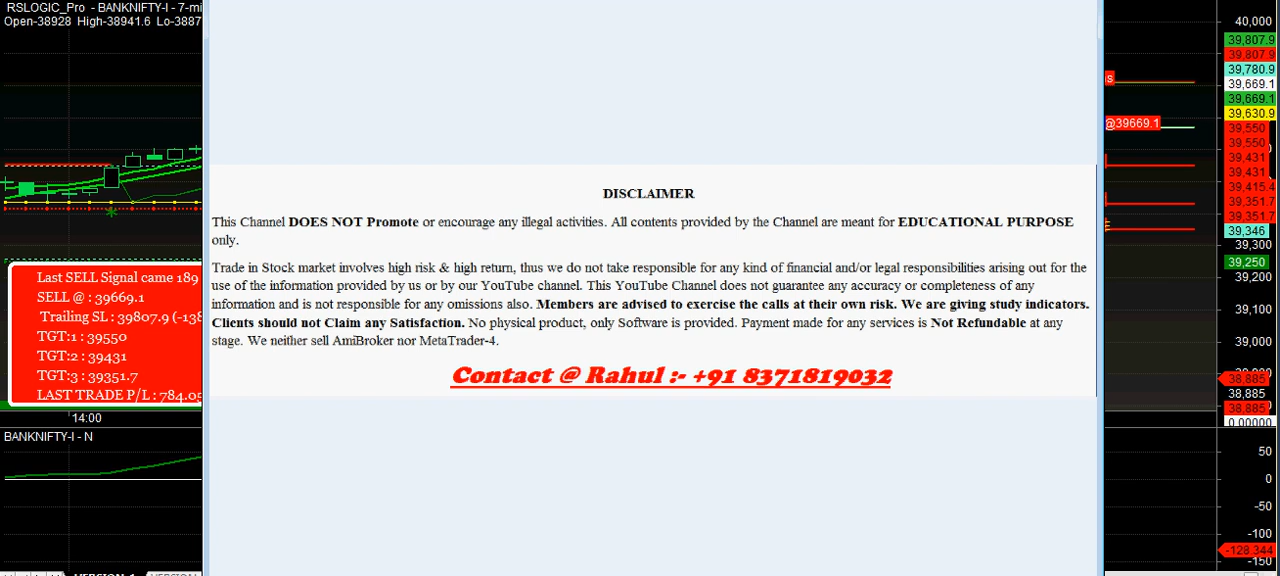 RSLOGIC_Pro - BANKNIFTY-I - 7-mi
Open-38928 High-38941.6 Lo-3887
DISCLAIMER
This Channel DOES NOT Promote or encourage any illegal activities. All contents provided by the Channel are meant for EDUCATIONAL PURPOSE
only.
Trade in Stock market involves high risk & high return, thus we do not take responsible for any kind of financial and/or legal responsibilities arising out for the
use of the information provided by us or by our YouTube channel. This YouTube Channel does not guarantee any accuracy or completeness of any
information and is not responsible for any omissions also. Members are advised to exercise the calls at their own risk. We are giving study indicators.
Clients should not Claim any Satisfaction. No physical product, only Software is provided. Payment made for any services is Not Refundable at any
stage. We neither sell AmiBroker nor MetaTrader-4.
Contact @ Rahul :- +91 8371819032
Last SELL Signal came 189
SELL @ : 39669.1
Trailing SL : 39807.9 (-138
TGT:1 : 39550
TGT:2 : 39431
TGT:3 : 39351.7
LAST TRADE P/L : 784.05
14:00
BANKNIFTY-I - N
@39669.1
40,000
39,807.9
39,807.9
39,780.9
39,669.1
39,669.1
39,630.9
39,550
39,550
39,431
39,431
39,415.4
39,351.7
39,346
39,300
39,250
39,200
39,100
39,000
38,885
38,885
38,885
0.00000
50
0
-50
-100
-128.344
-150